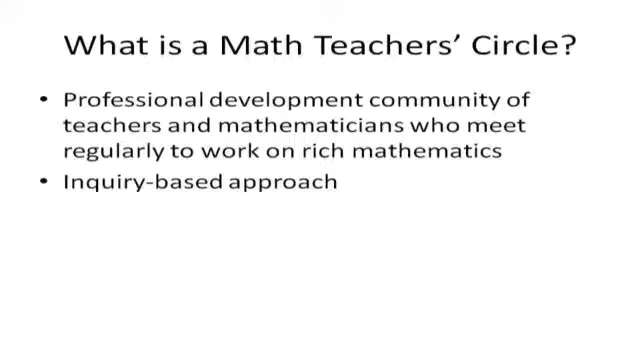 What is a Math Teachers’ Circle?
• Professional development community of
teachers and mathematicians who meet
regularly to work on rich mathematics
• Inquiry-based approach